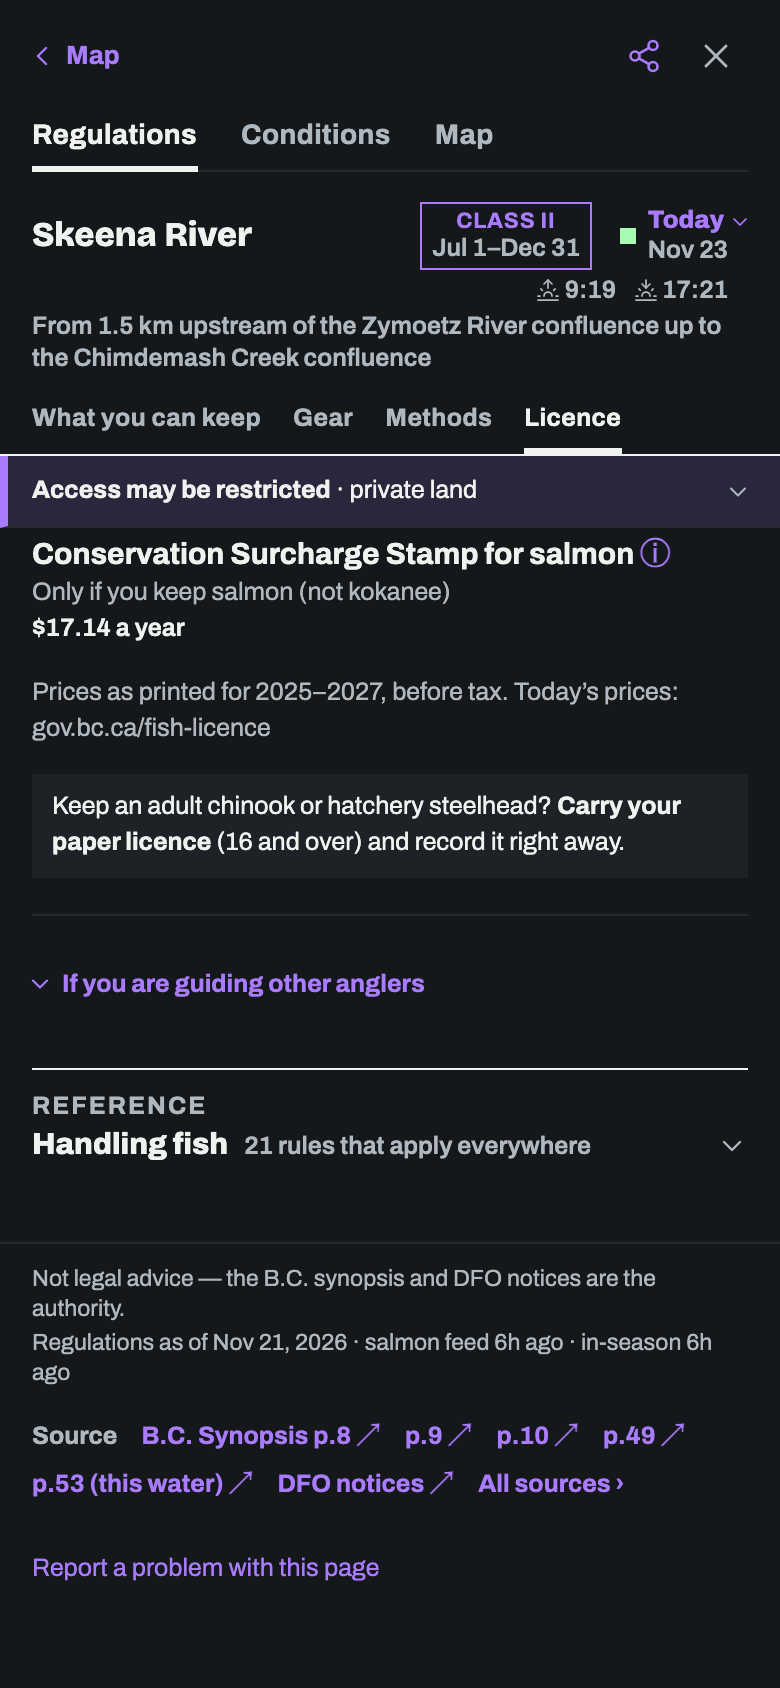 Map
Regulations Conditions Map
Skeena River
CLASS II
Jul 1–Dec 31
Today
Nov 23
9:19 17:21
From 1.5 km upstream of the Zymoetz River confluence up to
the Chimdemash Creek confluence
What you can keep Gear Methods Licence
Access may be restricted · private land
Conservation Surcharge Stamp for salmon ⓘ
Only if you keep salmon (not kokanee)
$17.14 a year
Prices as printed for 2025–2027, before tax. Today’s prices:
gov.bc.ca/fish-licence
Keep an adult chinook or hatchery steelhead? Carry your
paper licence (16 and over) and record it right away.
If you are guiding other anglers
REFERENCE
Handling fish 21 rules that apply everywhere
Not legal advice — the B.C. synopsis and DFO notices are the
authority.
Regulations as of Nov 21, 2026 · salmon feed 6h ago · in-season 6h
ago
Source B.C. Synopsis p.8 ↗ p.9 ↗ p.10 ↗ p.49 ↗
p.53 (this water) ↗ DFO notices ↗ All sources ›
Report a problem with this page